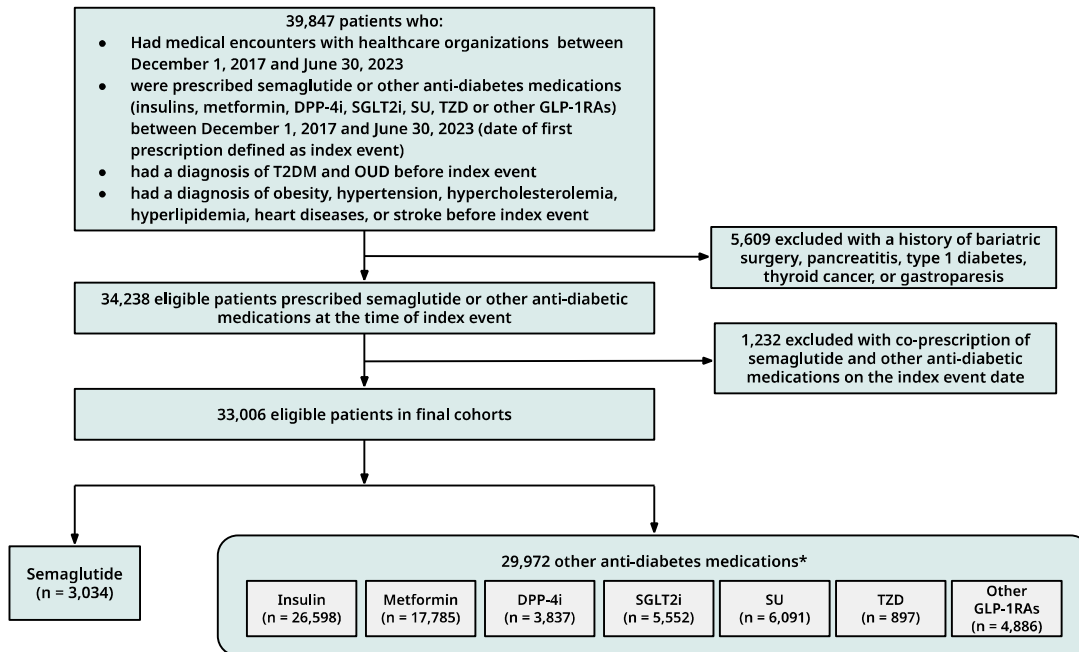 39,847 patients who:
● Had medical encounters with healthcare organizations between
December 1, 2017 and June 30, 2023
● were prescribed semaglutide or other anti-diabetes medications
(insulins, metformin, DPP-4i, SGLT2i, SU, TZD or other GLP-1RAs)
between December 1, 2017 and June 30, 2023 (date of first
prescription defined as index event)
● had a diagnosis of T2DM and OUD before index event
● had a diagnosis of obesity, hypertension, hypercholesterolemia,
hyperlipidemia, heart diseases, or stroke before index event
5,609 excluded with a history of bariatric
surgery, pancreatitis, type 1 diabetes,
thyroid cancer, or gastroparesis
34,238 eligible patients prescribed semaglutide or other anti-diabetic
medications at the time of index event
1,232 excluded with co-prescription of
semaglutide and other anti-diabetic
medications on the index event date
33,006 eligible patients in final cohorts
Semaglutide
(n = 3,034)
29,972 other anti-diabetes medications*
Insulin
(n = 26,598)
Metformin
(n = 17,785)
DPP-4i
(n = 3,837)
SGLT2i
(n = 5,552)
SU
(n = 6,091)
TZD
(n = 897)
Other
GLP-1RAs
(n = 4,886)